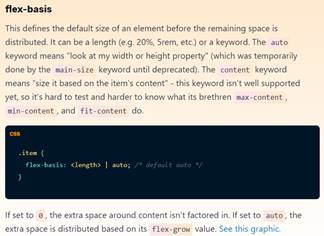 flex-basis
This defines the default size of an element before the remaining space is
distributed. It can be a length (e.g. 20%, 5rem, etc.) or a keyword. The auto
keyword means "look at my width or height property" (which was temporarily
done by the main-size keyword until deprecated). The content keyword
means "size it based on the item's content" - this keyword isn't well supported
yet, so it's hard to test and harder to know what its brethren max-content,
min-content, and fit-content do.
CSS
.item {
flex-basis: <length> | auto; /* default auto */
}
If set to 0, the extra space around content isn't factored in. If set to auto, the
extra space is distributed based on its flex-grow value. See this graphic.